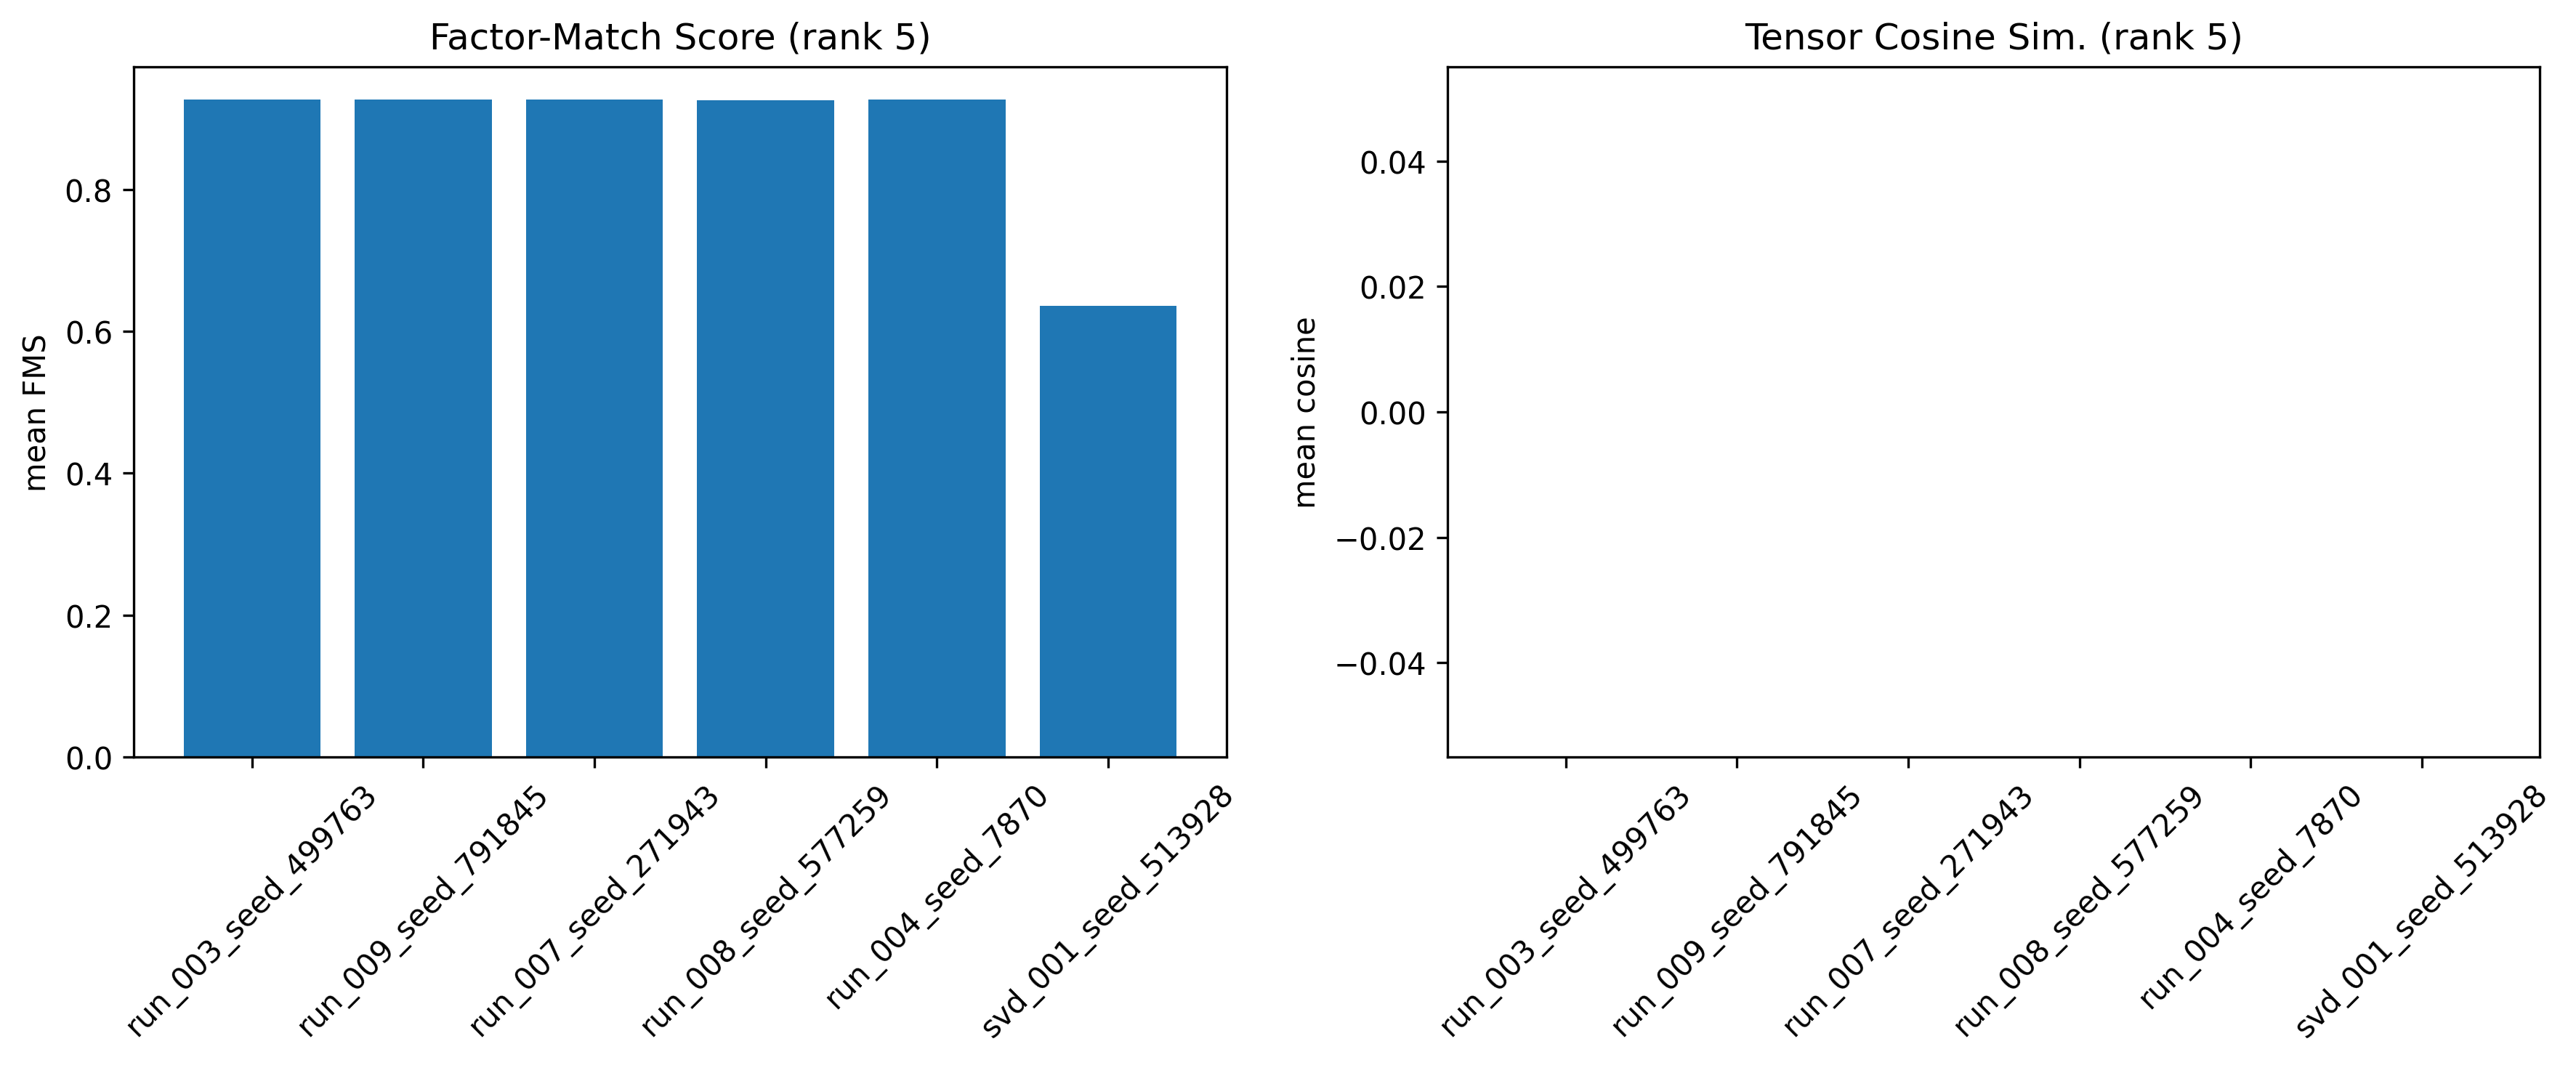 Factor-Match Score (rank 5)
mean FMS
0.8
0.6
0.4
0.2
0.0
run_003_seed_499763
run_009_seed_791845
run_007_seed_271943
run_008_seed_577259
run_004_seed_7870
svd_001_seed_513928
Tensor Cosine Sim. (rank 5)
mean cosine
0.04
0.02
0.00
−0.02
−0.04
run_003_seed_499763
run_009_seed_791845
run_007_seed_271943
run_008_seed_577259
run_004_seed_7870
svd_001_seed_513928